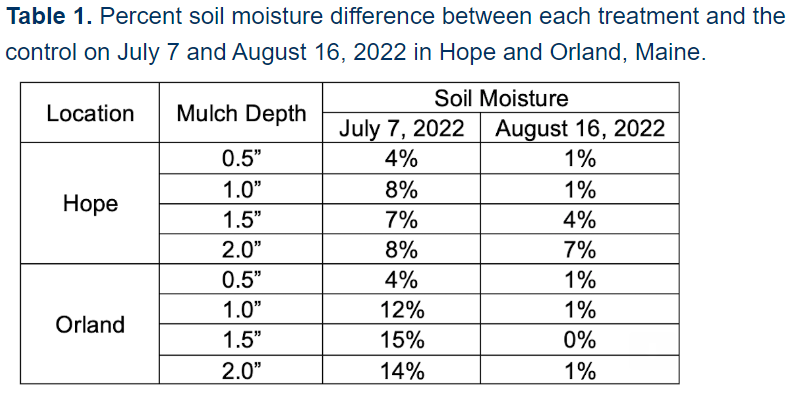 Table 1. Percent soil moisture difference between each treatment and the
control on July 7 and August 16, 2022 in Hope and Orland, Maine.
Location Mulch Depth Soil Moisture
July 7, 2022 August 16, 2022
Hope 0.5” 4% 1%
1.0” 8% 1%
1.5” 7% 4%
2.0” 8% 7%
Orland 0.5” 4% 1%
1.0” 12% 1%
1.5” 15% 0%
2.0” 14% 1%